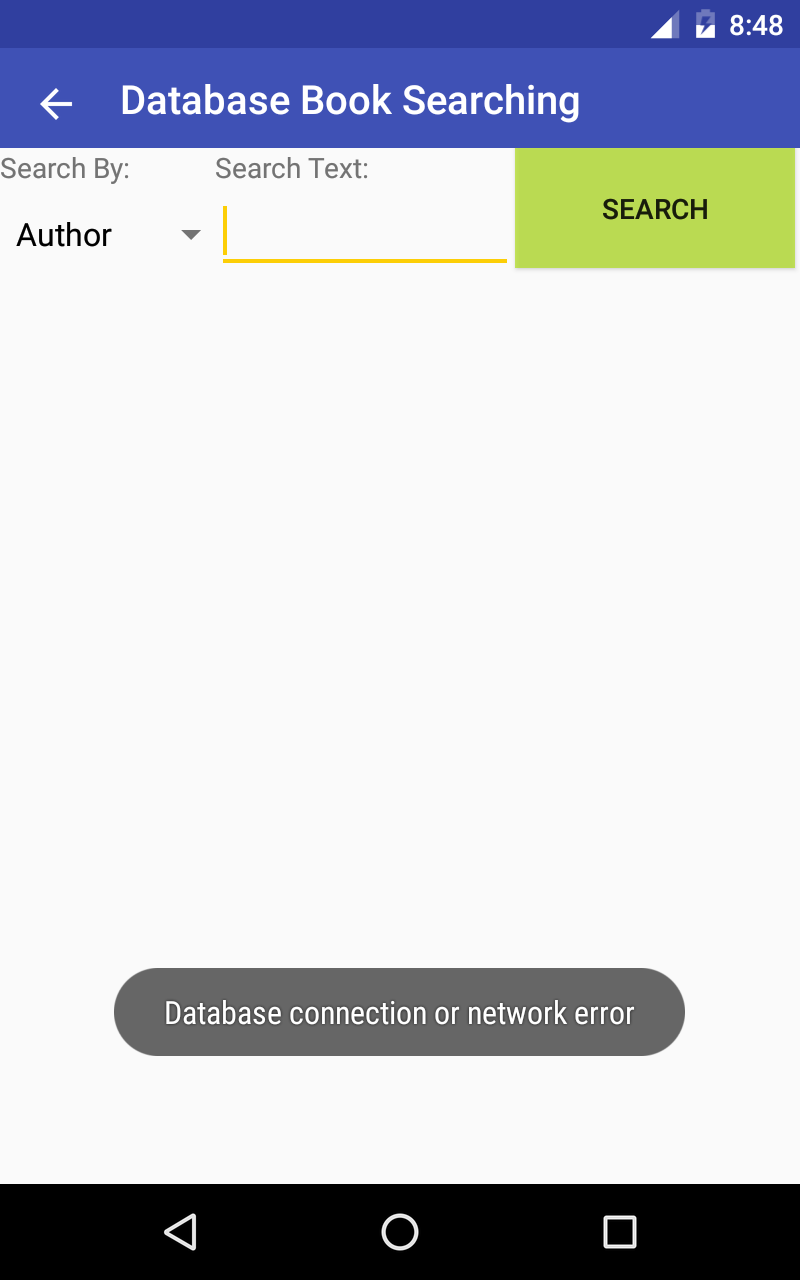 8:48
Database Book Searching
Search By:
Search Text:
Author
SEARCH
Database connection or network error